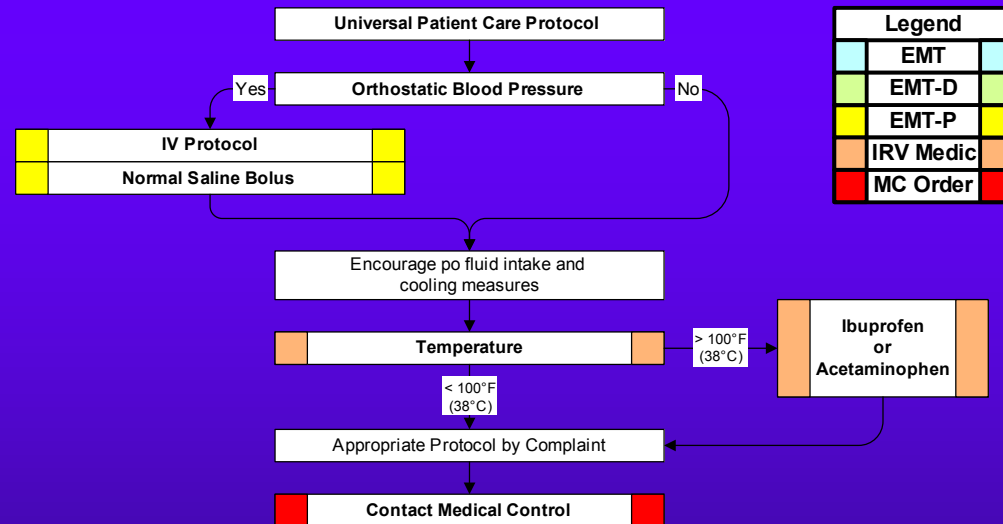 Universal Patient Care Protocol
Legend
EMT
EMT-D
EMT-P
IRV Medic
MC Order
Orthostatic Blood Pressure
Yes
No
IV Protocol
Normal Saline Bolus
Encourage po fluid intake and
cooling measures
Temperature
> 100°F
(38°C)
Ibuprofen
or
Acetaminophen
< 100°F
(38°C)
Appropriate Protocol by Complaint
Contact Medical Control